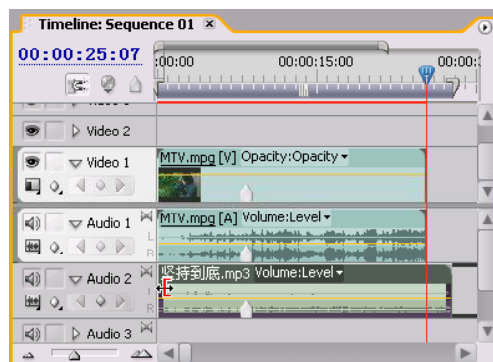 Timeline: Sequence 01
00:00:25:07
:00:00
00:00:15:00
00:00:
Video 2
Video 1
MTV.mpg [V] Opacity:Opacity
Audio 1
MTV.mpg [A] Volume:Level
L
R
Audio 2
坚持到底.mp3 Volume:Level
R
Audio 3